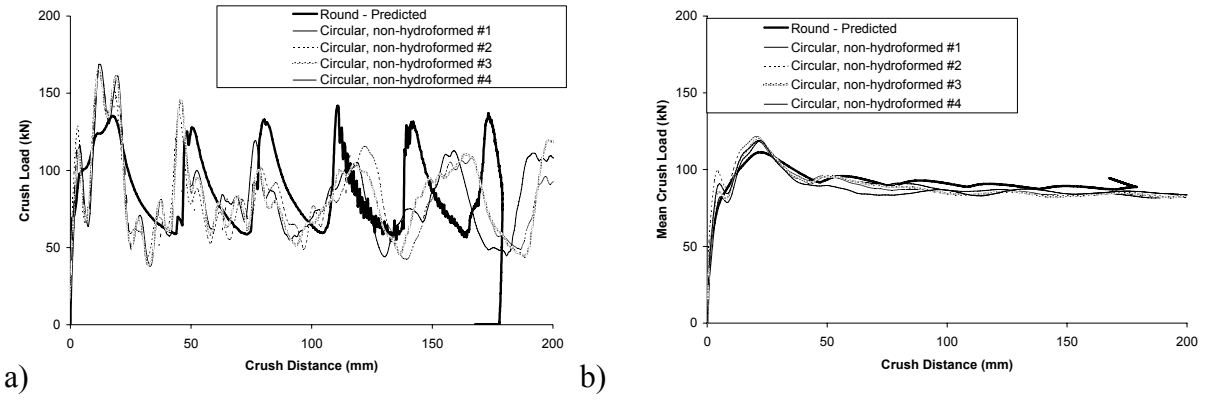 200
150
100
50
0
Crush Load (kN)
Round - Predicted
Circular, non-hydroformed #1
Circular, non-hydroformed #2
Circular, non-hydroformed #3
Circular, non-hydroformed #4
0 50 100 150 200
Crush Distance (mm)
a)
200
150
100
50
0
Mean Crush Load (kN)
Round - Predicted
Circular, non-hydroformed #1
Circular, non-hydroformed #2
Circular, non-hydroformed #3
Circular, non-hydroformed #4
0 50 100 150 200
Crush Distance (mm)
b)